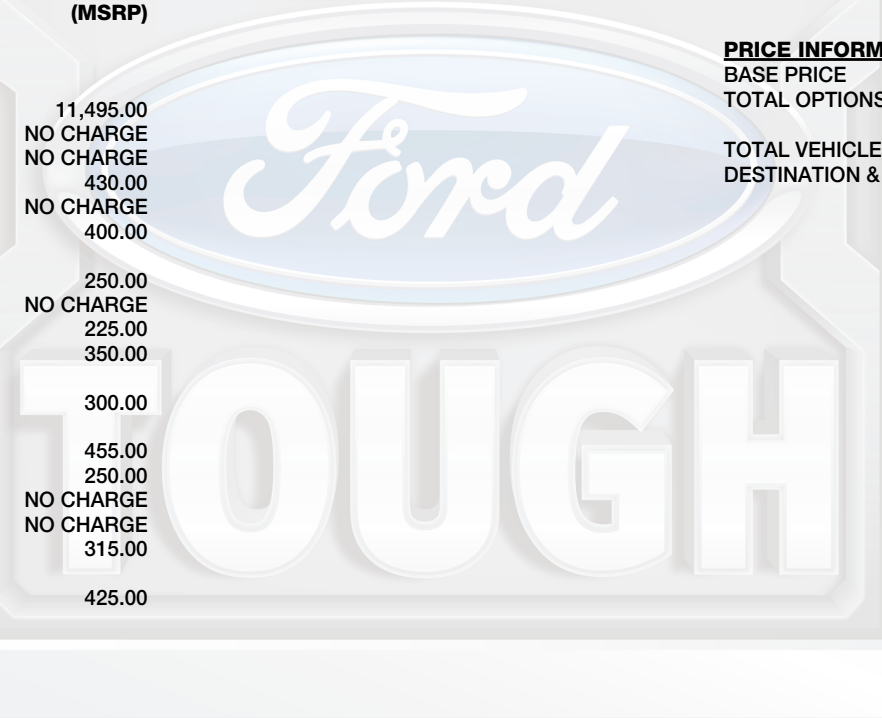 (MSRP)
11,495.00
NO CHARGE
NO CHARGE
430.00
NO CHARGE
400.00
250.00
NO CHARGE
225.00
350.00
300.00
455.00
250.00
NO CHARGE
NO CHARGE
315.00
425.00
PRICE INFORM
BASE PRICE
TOTAL OPTIONS
TOTAL VEHICLE
DESTINATION &
Ford
TOUGH